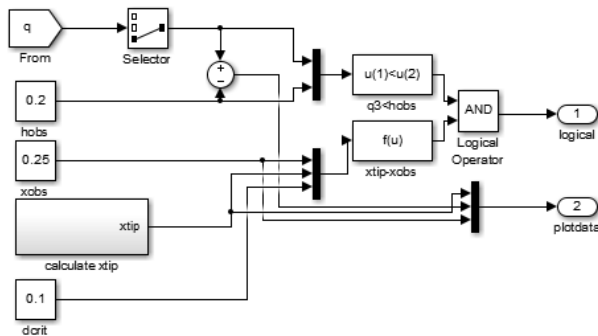 q
From
Selector
+
−
0.2
hobs
u(1)<u(2)
q3<hobs
AND
Logical
Operator
1
logical
0.25
xobs
f(u)
xtip-xobs
xtip
calculate xtip
2
plotdata
0.1
dcrit